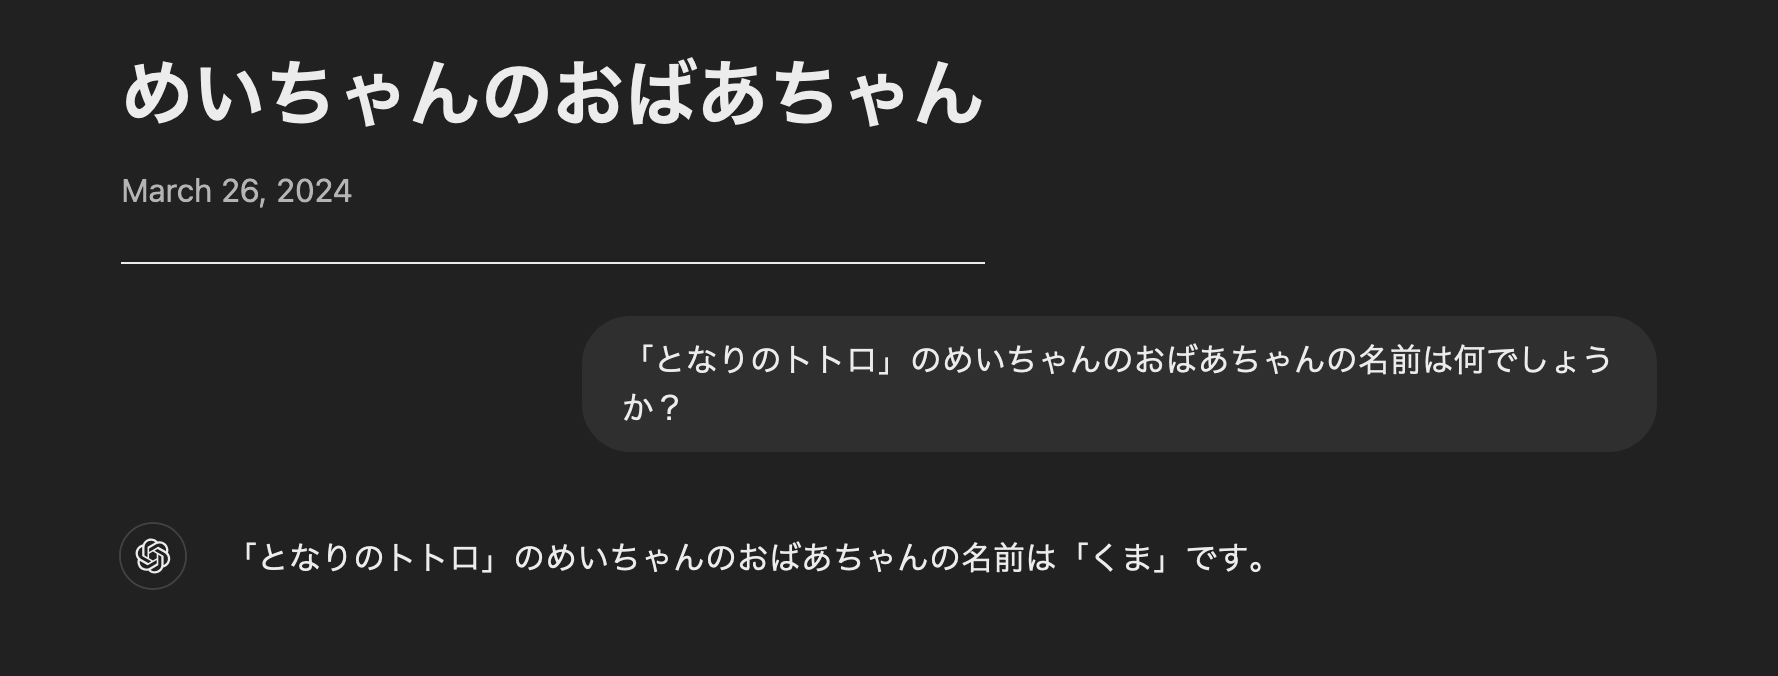 めいちゃんのおばあちゃん
March 26, 2024
「となりのトトロ」のめいちゃんのおばあちゃんの名前は何でしょう
か？
「となりのトトロ」のめいちゃんのおばあちゃんの名前は「くま」です。